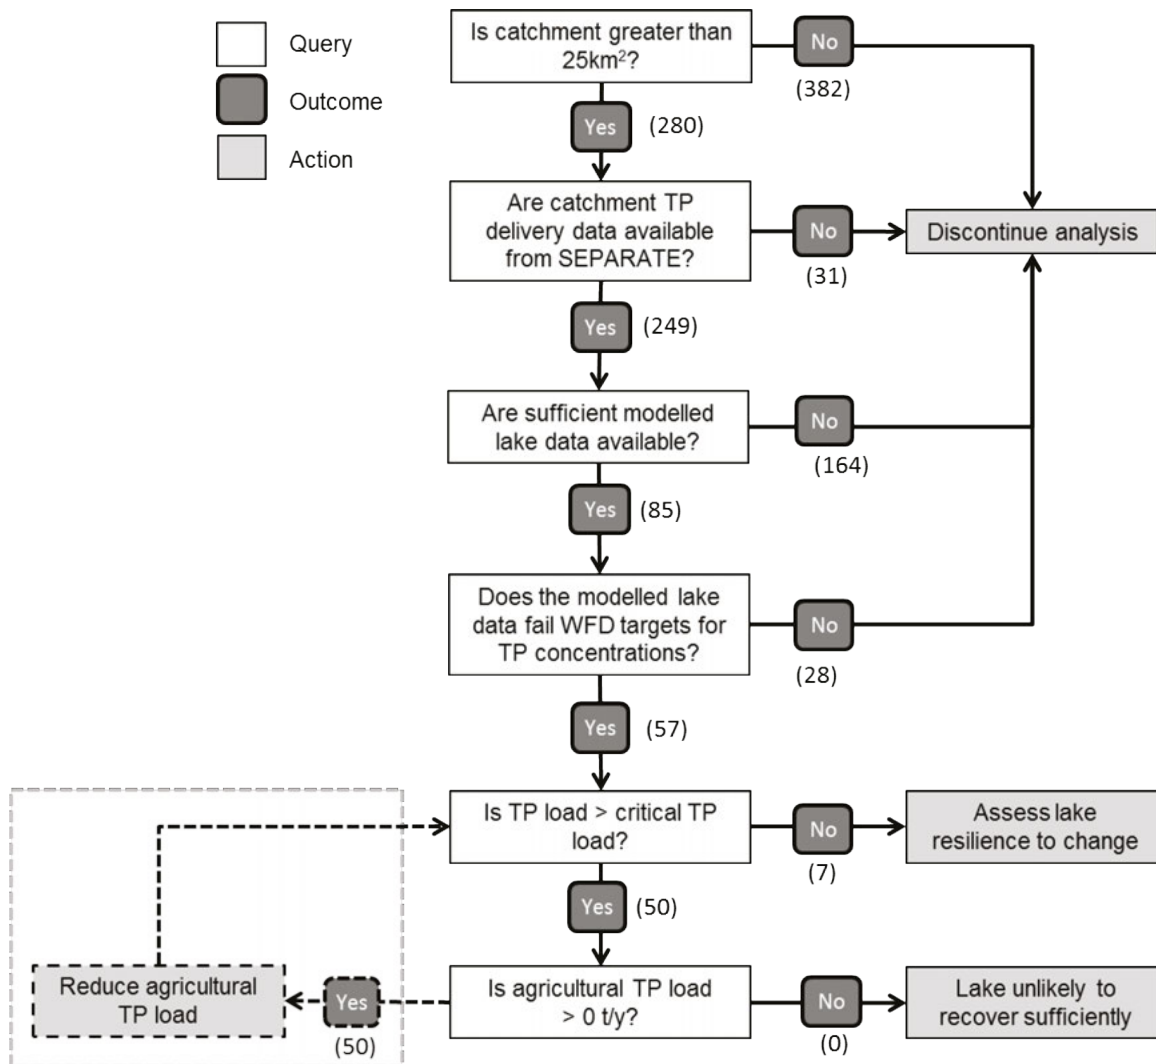 Query
Outcome
Action
Is catchment greater than
25km²?
No
(382)
Yes
(280)
Are catchment TP
delivery data available
from SEPARATE?
No
(31)
Discontinue analysis
Yes
(249)
Are sufficient modelled
lake data available?
No
(164)
Yes
(85)
Does the modelled lake
data fail WFD targets for
TP concentrations?
No
(28)
Yes
(57)
Is TP load > critical TP
load?
No
(7)
Assess lake
resilience to change
Yes
(50)
Reduce agricultural
TP load
Yes
(50)
Is agricultural TP load
> 0 t/y?
No
(0)
Lake unlikely to
recover sufficiently